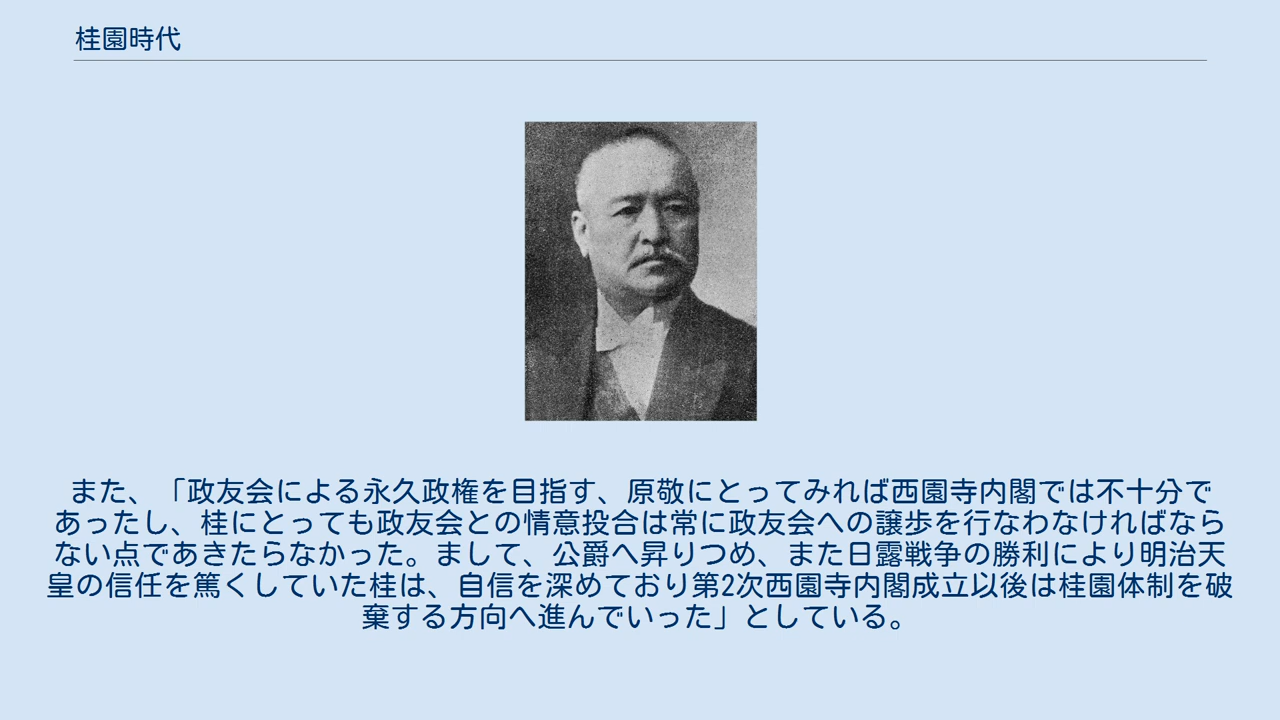 桂園時代
また、「政友会による永久政権を目指す、原敬にとってみれば西園寺内閣では不十分で
あったし、桂にとっても政友会との情意投合は常に政友会への譲歩を行なわなければなら
ない点であきたらなかった。まして、公爵へ昇りつめ、また日露戦争の勝利により明治天
皇の信任を篤くしていた桂は、自信を深めており第2次西園寺内閣成立以後は桂園体制を破
棄する方向へ進んでいった」としている。